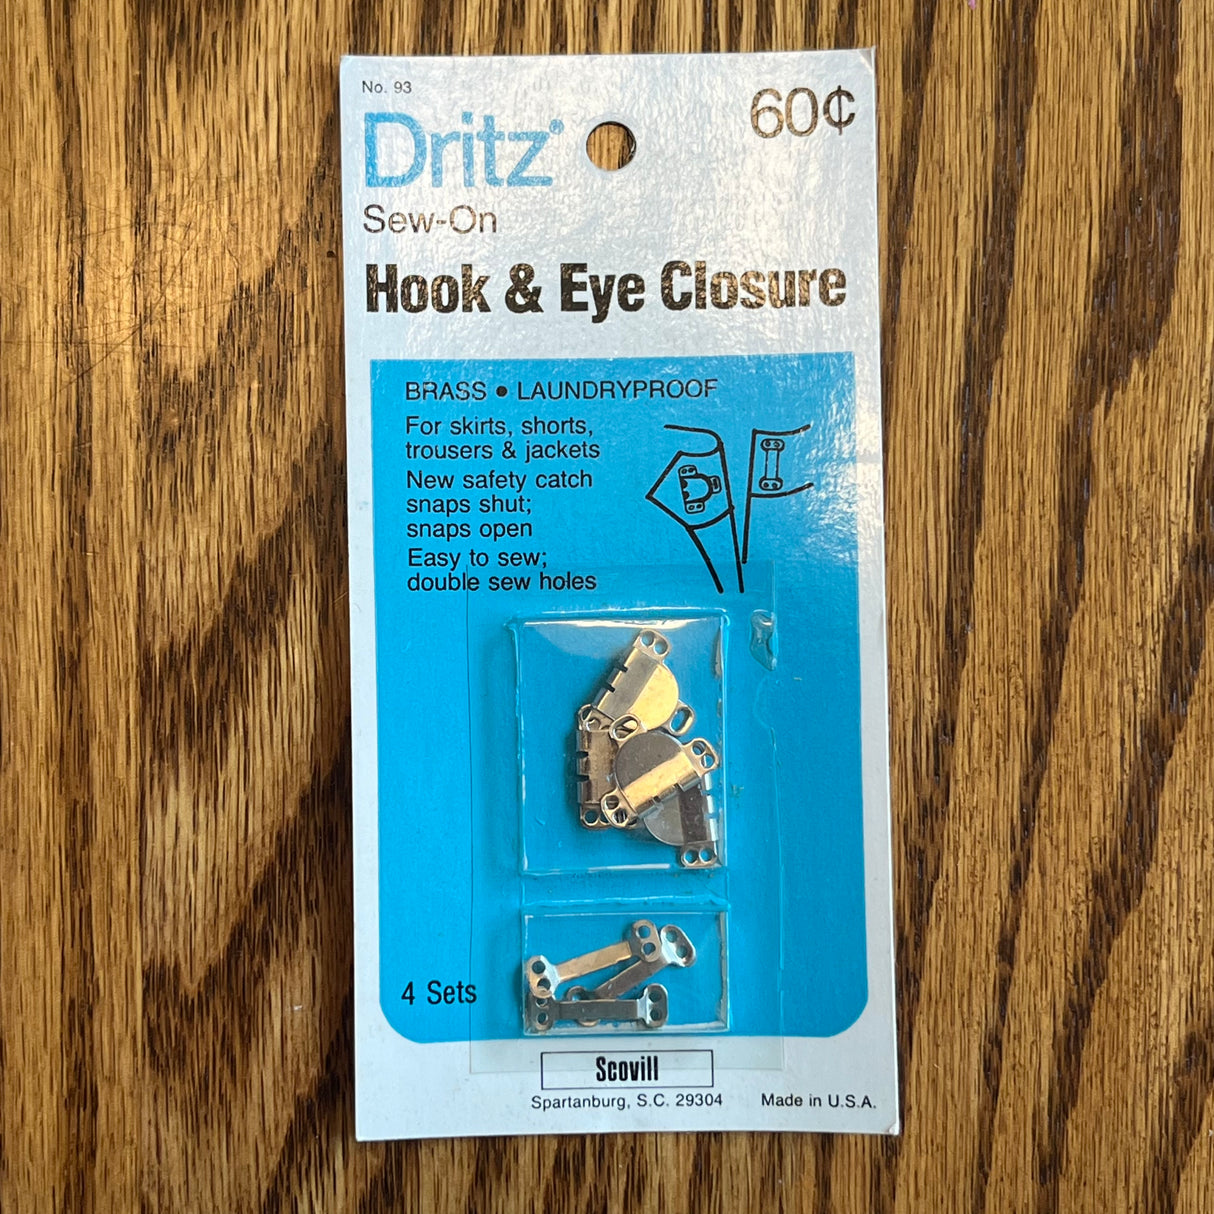 No. 93
60¢
Dritz®
Sew-On
Hook & Eye Closure
BRASS • LAUNDRYPROOF
For skirts, shorts,
trousers & jackets
New safety catch
snaps shut;
snaps open
Easy to sew;
double sew holes
4 Sets
Scovill
Spartanburg, S.C. 29304
Made in U.S.A.